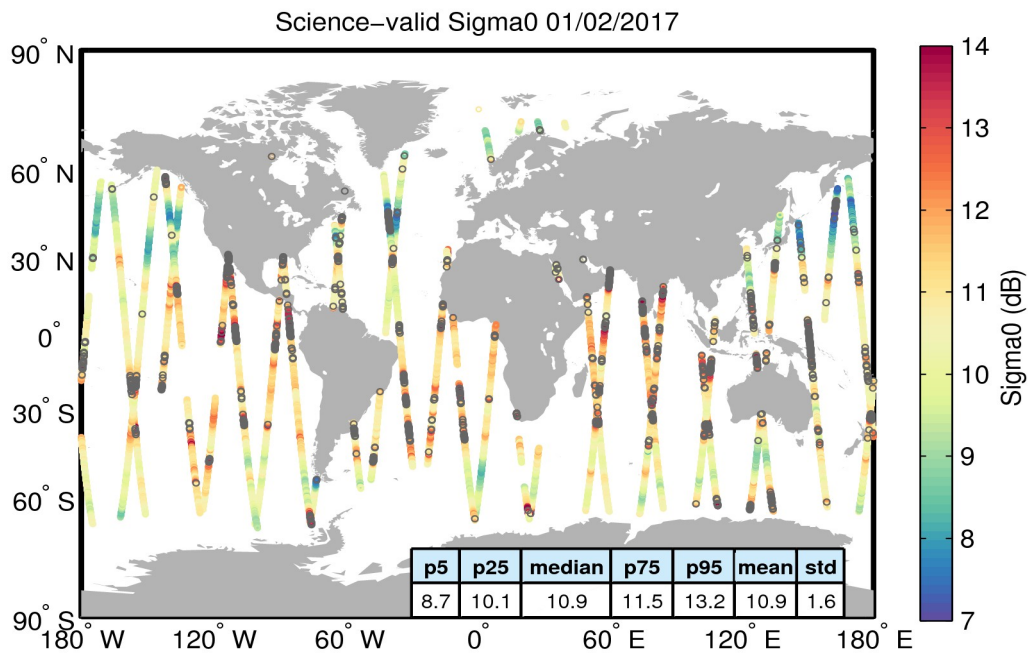 Science−valid Sigma0 01/02/2017
90° N
60° N
30° N
0°
30° S
60° S
90° S
180° W
120° W
60° W
0°
60° E
120° E
180° E
p5 p25 median p75 p95 mean std
8.7 10.1 10.9 11.5 13.2 10.9 1.6
14
13
12
11
10
9
8
7
Sigma0 (dB)